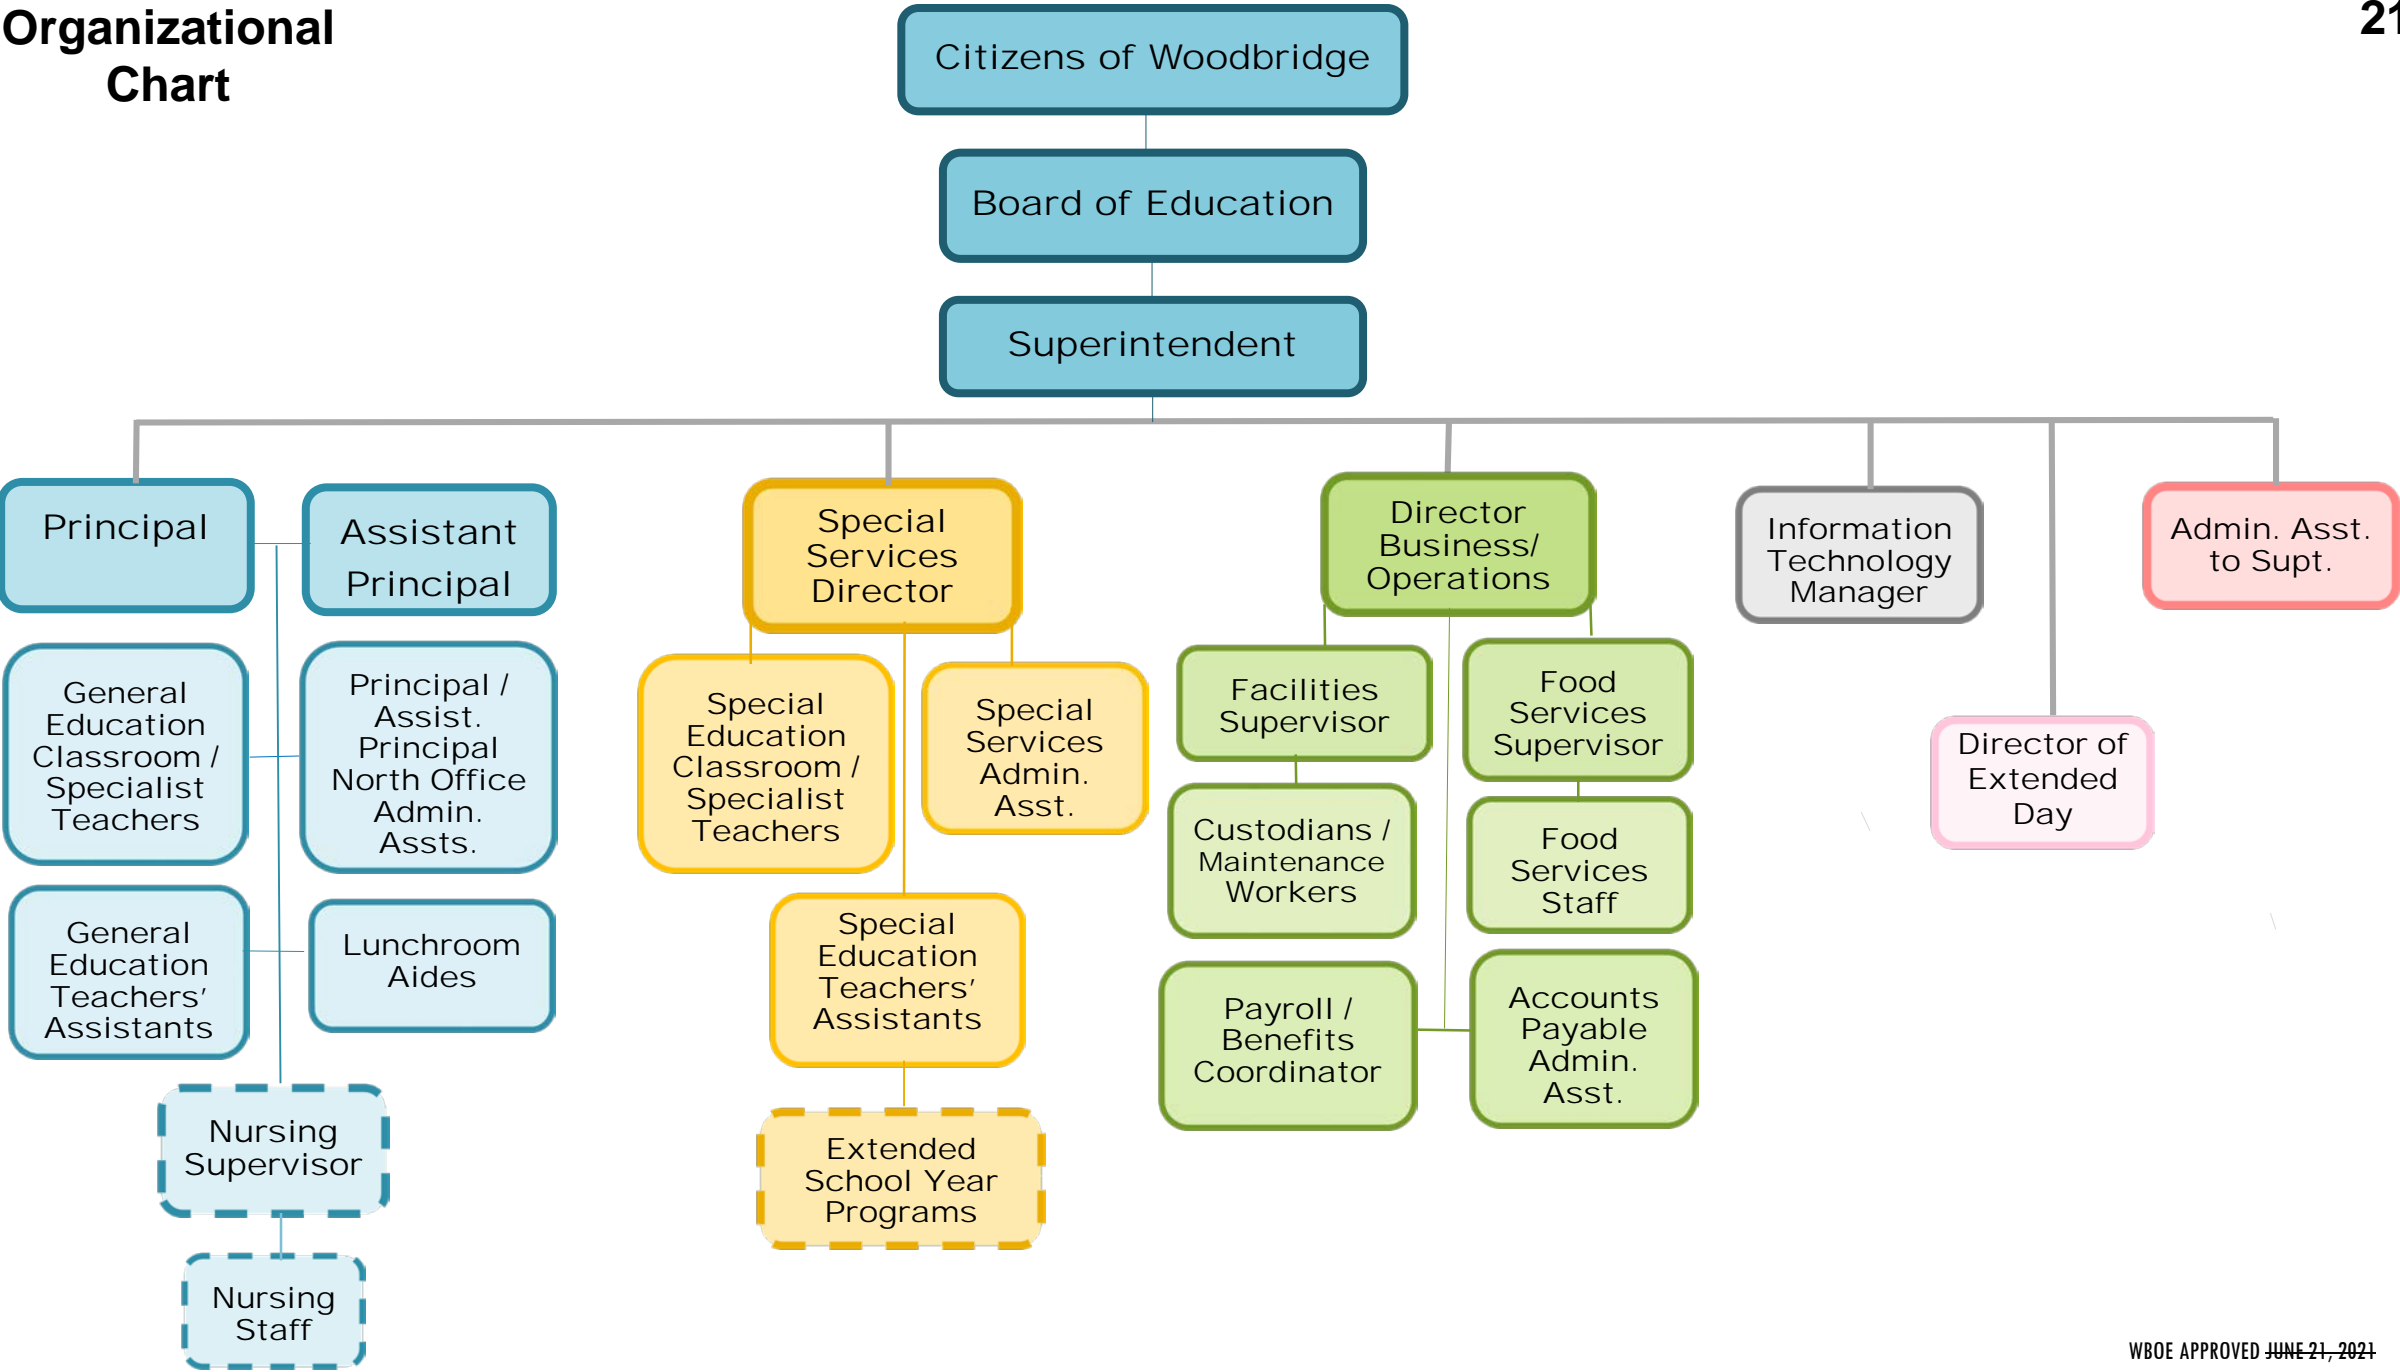 Organizational
Chart
21
Citizens of Woodbridge
Board of Education
Superintendent
Principal
Assistant
Principal
General
Education
Classroom /
Specialist
Teachers
Principal /
Assist.
Principal
North Office
Admin.
Assts.
General
Education
Teachers'
Assistants
Lunchroom
Aides
Nursing
Supervisor
Nursing
Staff
Special
Services
Director
Special
Education
Classroom /
Specialist
Teachers
Special
Services
Admin.
Asst.
Special
Education
Teachers'
Assistants
Extended
School Year
Programs
Director
Business/
Operations
Facilities
Supervisor
Food
Services
Supervisor
Custodians /
Maintenance
Workers
Food
Services
Staff
Payroll /
Benefits
Coordinator
Accounts
Payable
Admin.
Asst.
Information
Technology
Manager
Director of
Extended
Day
Admin. Asst.
to Supt.
WBOE APPROVED JUNE 21, 2021